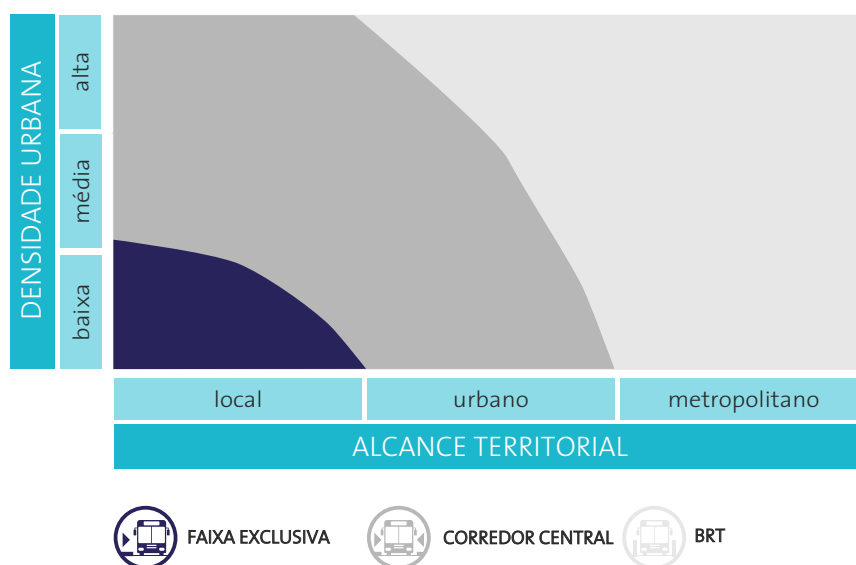 DENSIDADE URBANA
alta
média
baixa
local
urbano
metropolitano
ALCANCE TERRITORIAL
FAIXA EXCLUSIVA
CORREDOR CENTRAL
BRT